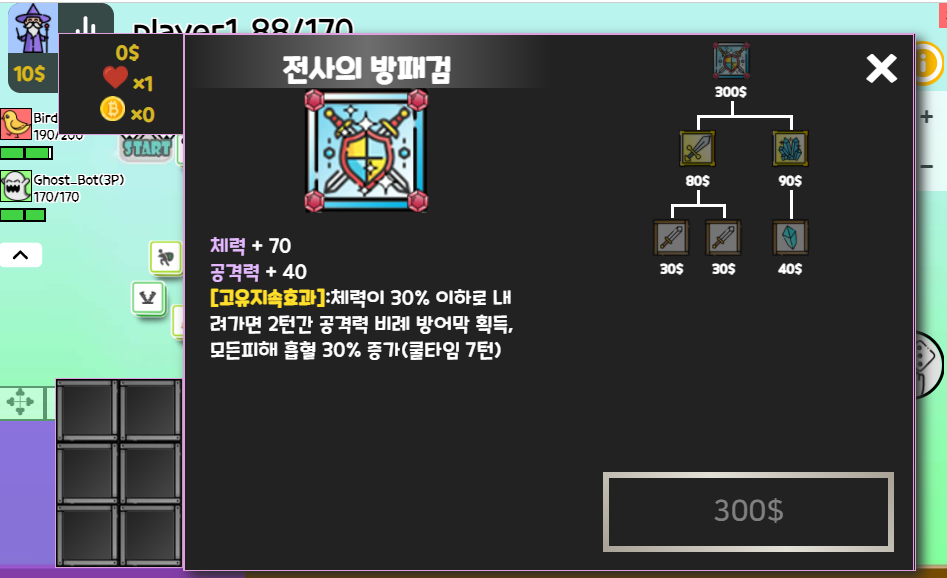 player1 88/170
10$
0$
×1
×0
Bird
190/200
START
Ghost_Bot(3P)
170/170
전사의 방패검
체력 + 70
공격력 + 40
[고유지속효과]:체력이 30% 이하로 내
려가면 2턴간 공격력 비례 방어막 획득,
모든피해 흡혈 30% 증가(쿨타임 7턴)
300$
80$
90$
30$
30$
40$
300$